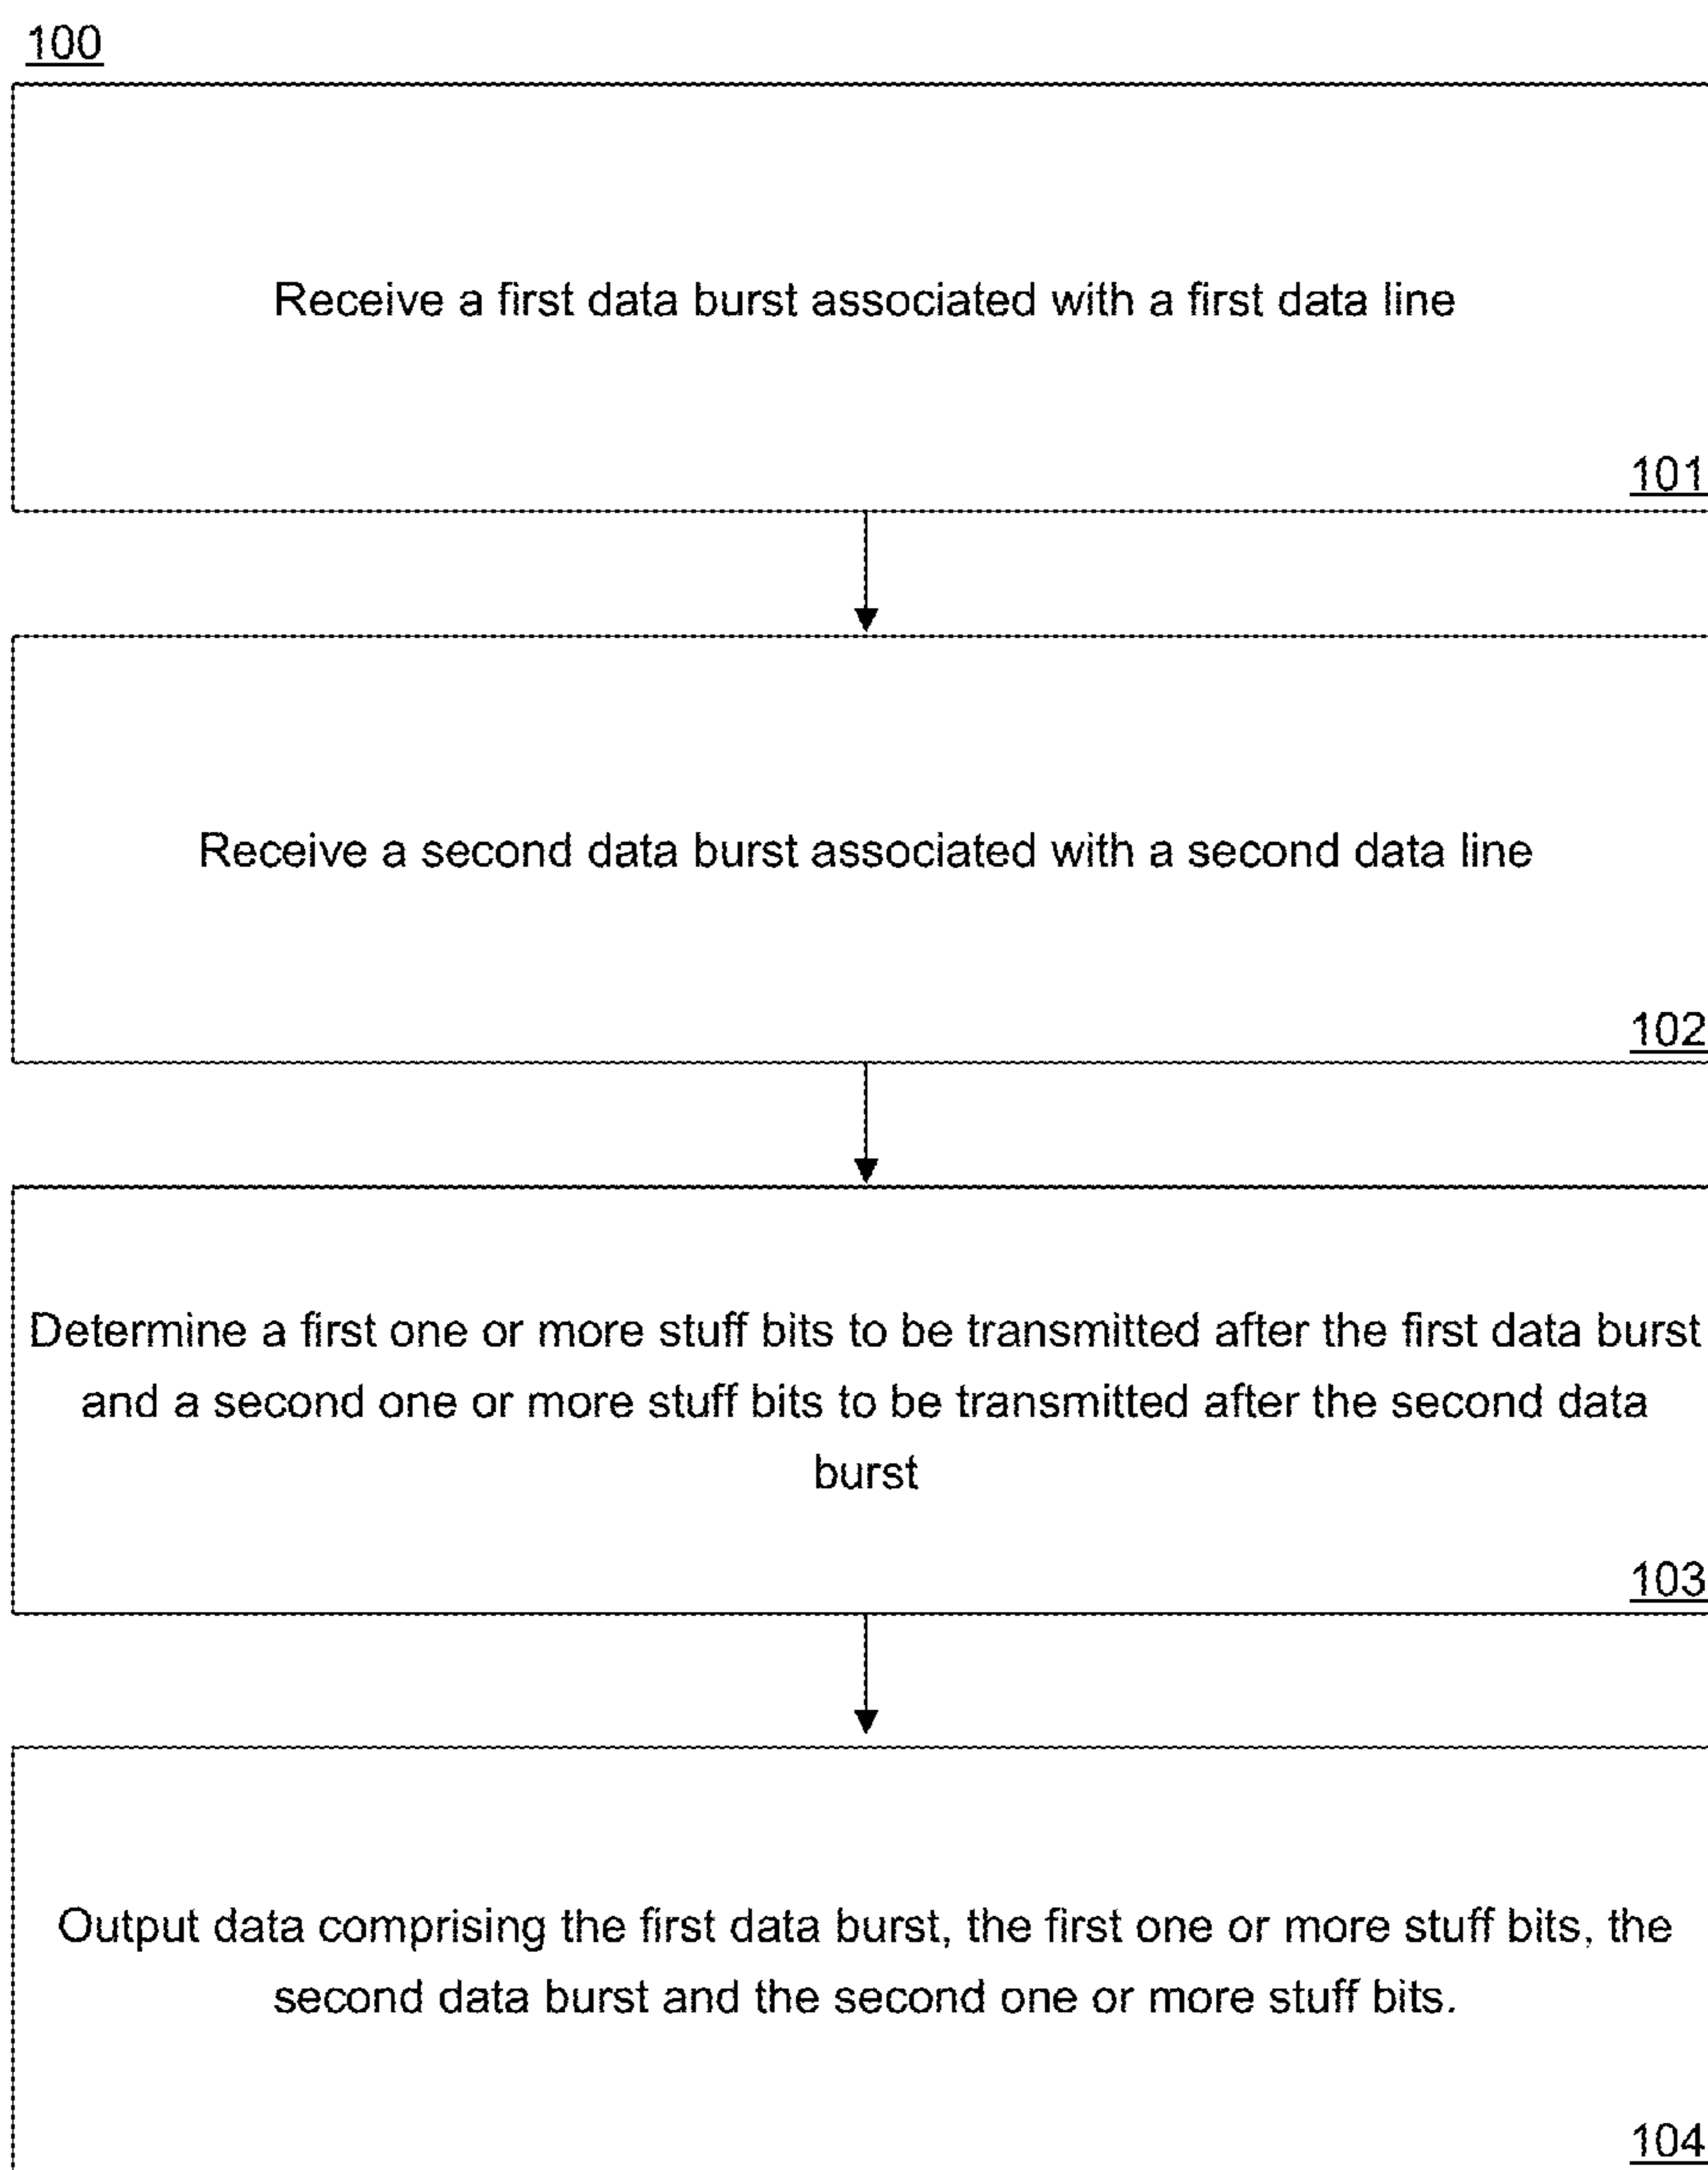 100
Receive a first data burst associated with a first data line
101
Receive a second data burst associated with a second data line
102
Determine a first one or more stuff bits to be transmitted after the first data burst
and a second one or more stuff bits to be transmitted after the second data
burst
103
Output data comprising the first data burst, the first one or more stuff bits, the
second data burst and the second one or more stuff bits.
104